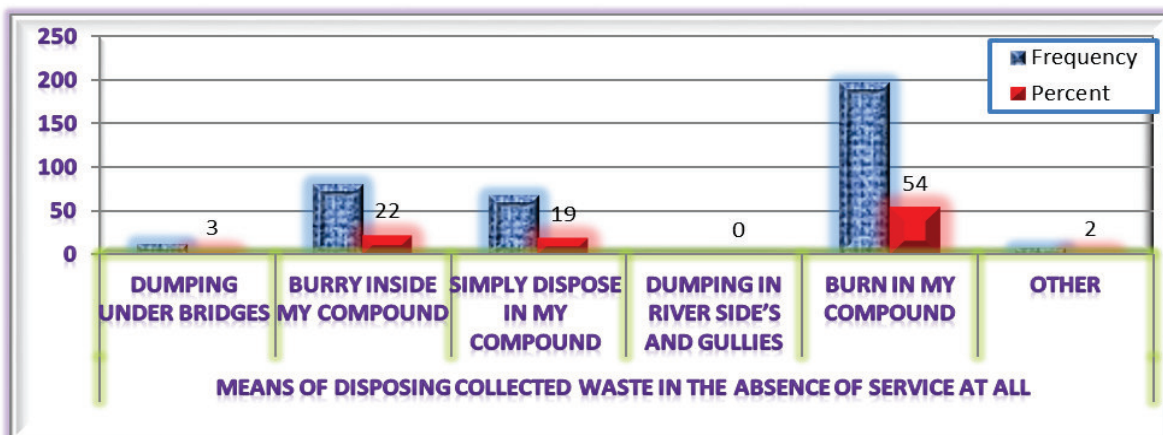 250
200
150
100
50
0
Frequency
Percent
3
22
19
0
54
2
DUMPING
UNDER BRIDGES
BURRY INSIDE
MY COMPOUND
SIMPLY DISPOSE
IN MY
COMPOUND
DUMPING IN
RIVER SIDE'S
AND GULLIES
BURN IN MY
COMPOUND
OTHER
MEANS OF DISPOSING COLLECTED WASTE IN THE ABSENCE OF SERVICE AT ALL